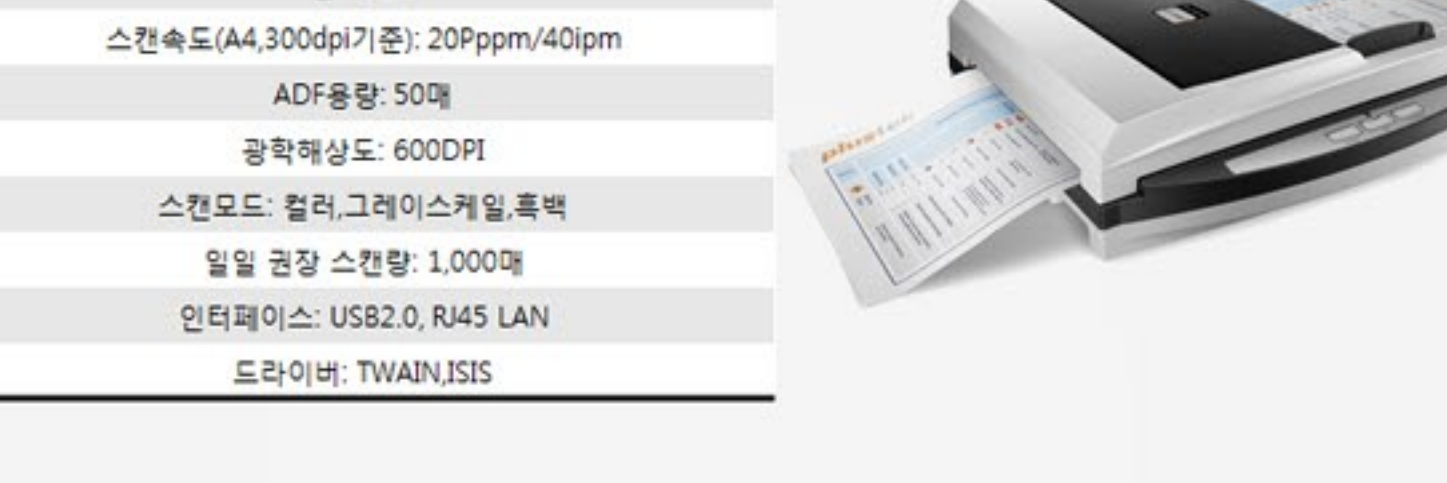 스캔속도(A4,300dpi기준): 20Pppm/40ipm
ADF용량: 50매
광학해상도: 600DPI
스캔모드: 컬러,그레이스케일,흑백
일일 권장 스캔량: 1,000매
인터페이스: USB2.0, RJ45 LAN
드라이버: TWAIN,ISIS
plustek